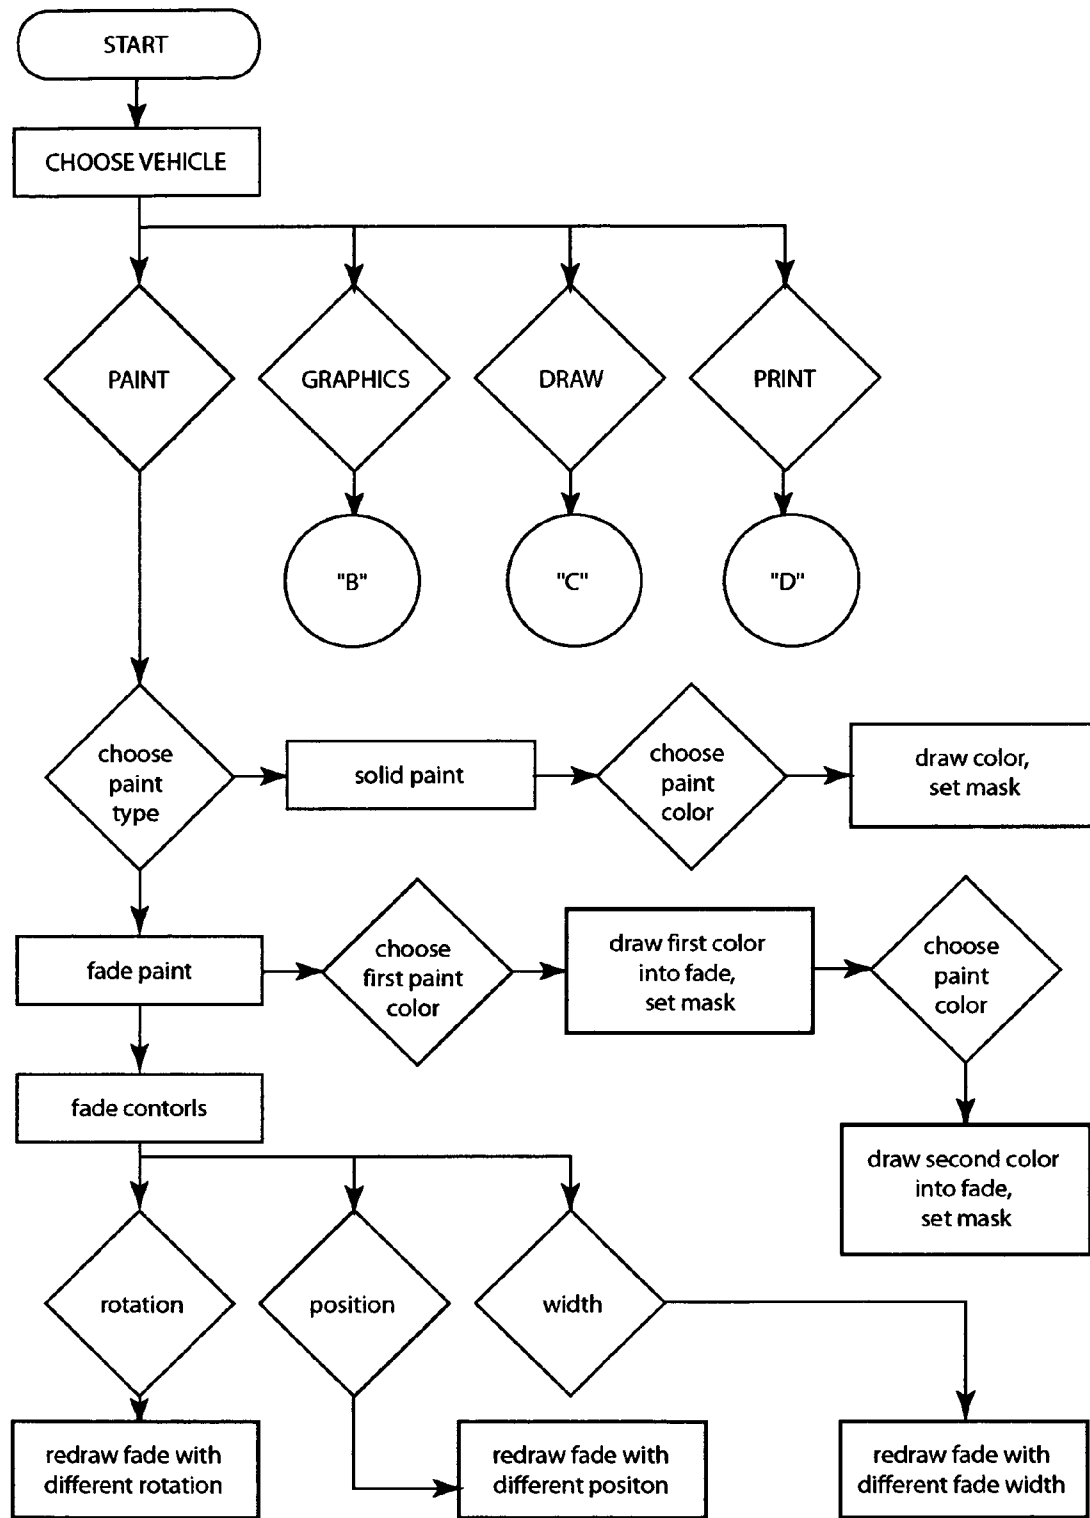 START
CHOOSE VEHICLE
PAINT
GRAPHICS
DRAW
PRINT
"B"
"C"
"D"
choose
paint
type
solid paint
choose
paint
color
draw color,
set mask
fade paint
choose
first paint
color
draw first color
into fade,
set mask
choose
paint
color
fade contorls
draw second color
into fade,
set mask
rotation
position
width
redraw fade with
different rotation
redraw fade with
different positon
redraw fade with
different fade width